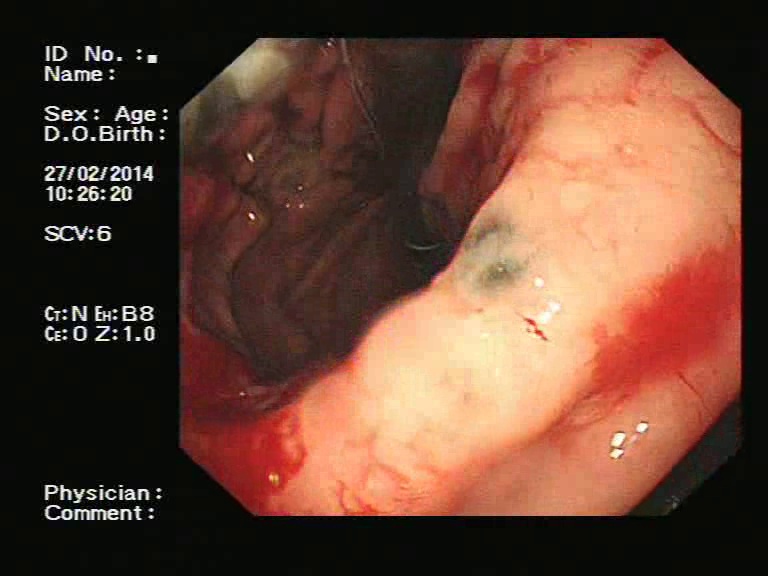 ID No. :
Name:
Sex: Age:
D.O.Birth:
27/02/2014
10:26:20
SCV:6
CT:N EH:B8
CE:0 Z:1.0
Physician:
Comment: